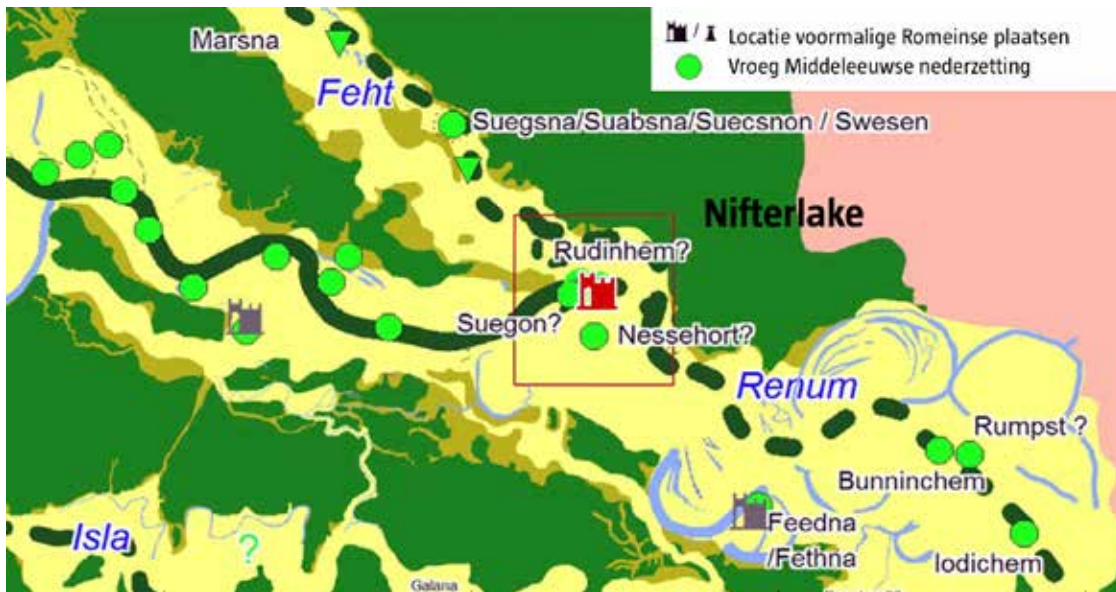 Marsna
/
Locatie voormalige Romeinse plaatsen
Vroeg Middeleeuwse nederzetting
Feht
Suegsna/Suabsna/Suecsnon / Swesen
Nifterlake
Rudinhem?
Suegon?
Nessehort?
Renum
Rumpst ?
Bunninchem
Feedna
/Fethna
Iodichem
Isla
?
Galana